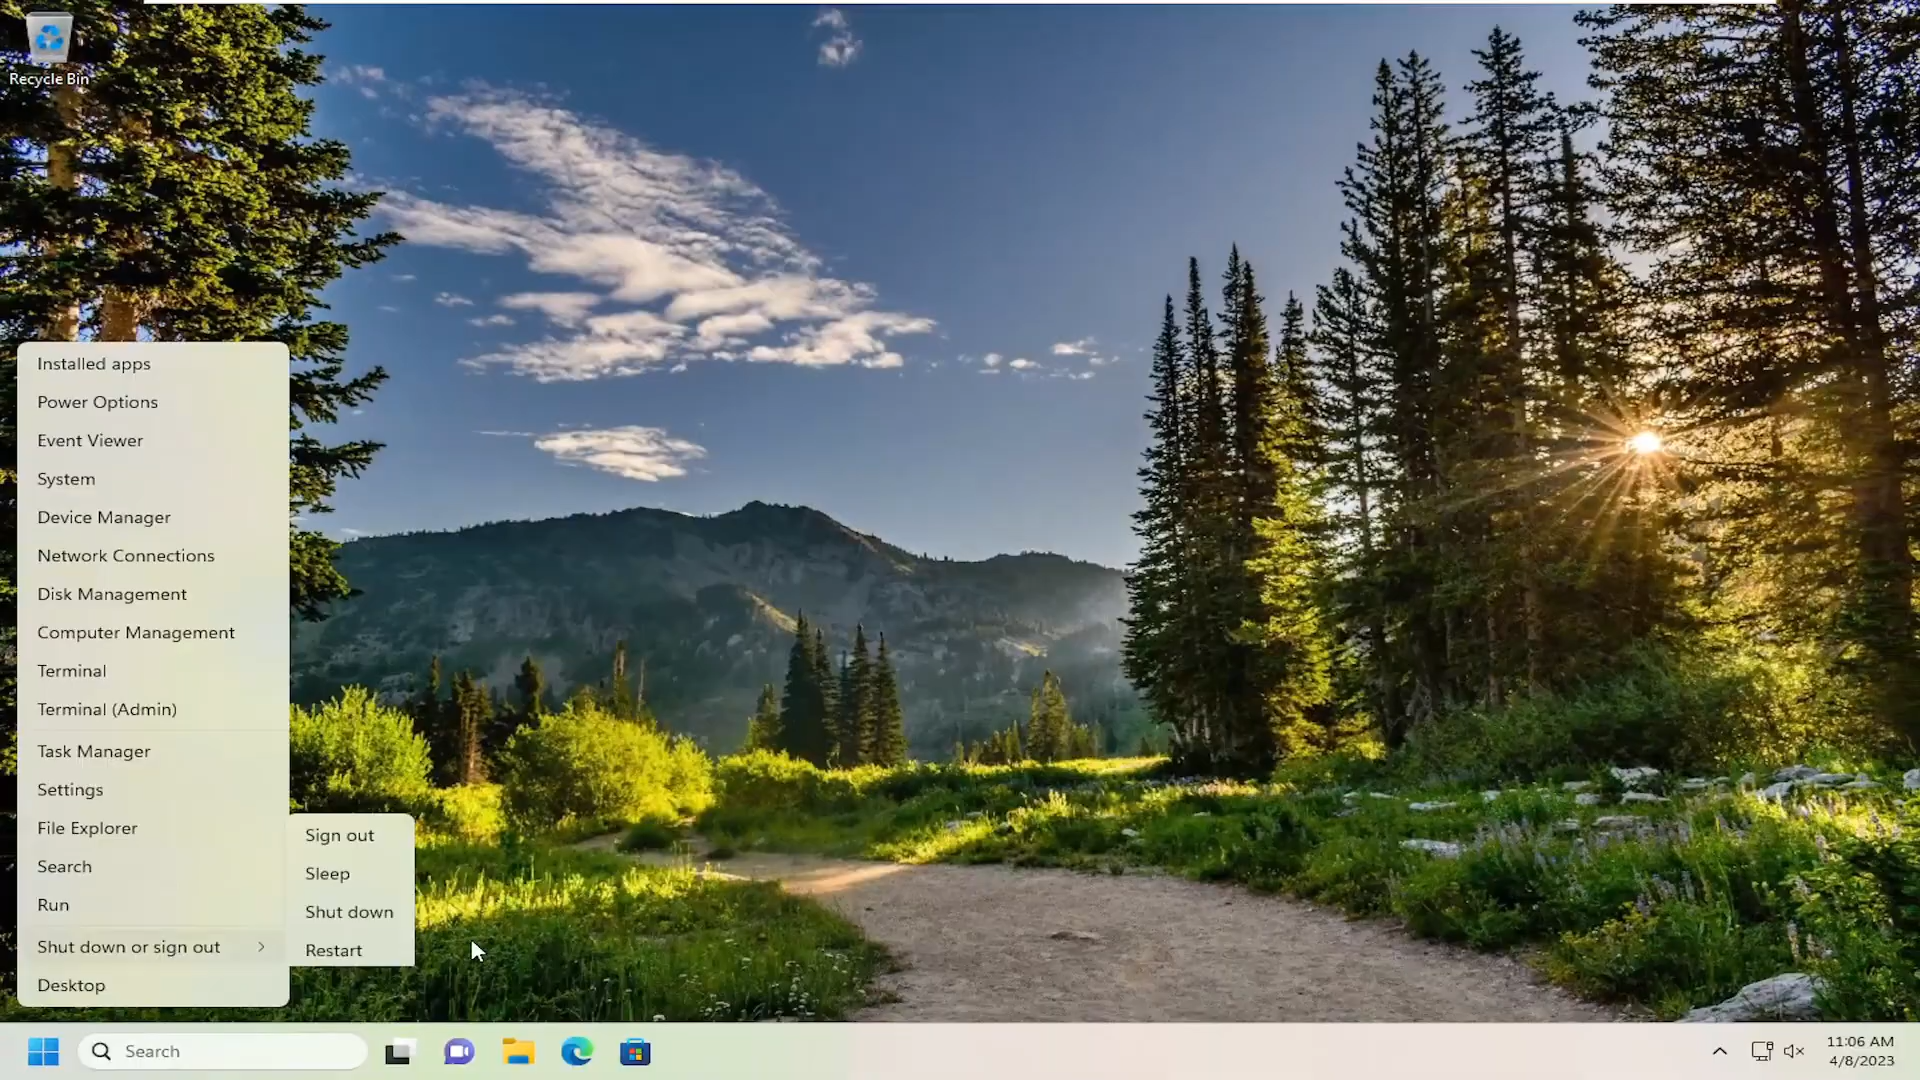 Recycle Bin
Installed apps
Power Options
Event Viewer
System
Device Manager
Network Connections
Disk Management
Computer Management
Terminal
Terminal (Admin)
Task Manager
Settings
File Explorer
Search
Run
Shut down or sign out
Desktop
Sign out
Sleep
Shut down
Restart
Search
11:06 AM
4/8/2023